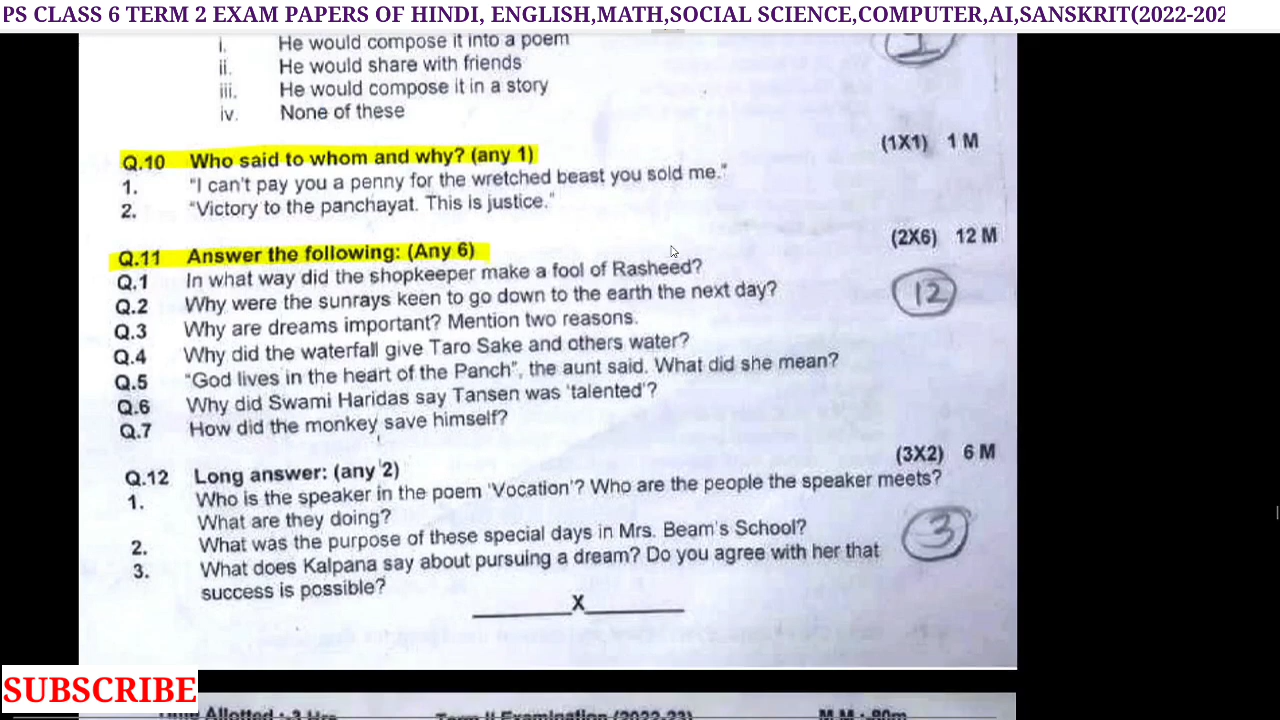 PS CLASS 6 TERM 2 EXAM PAPERS OF HINDI, ENGLISH,MATH,SOCIAL SCIENCE,COMPUTER,AI,SANSKRIT(2022-202
i. He would compose it into a poem
ii. He would share with friends
iii. He would compose it in a story
iv. None of these
1
Q.10 Who said to whom and why? (any 1) (1X1) 1 M
1. "I can't pay you a penny for the wretched beast you sold me."
2. "Victory to the panchayat. This is justice."
Q.11 Answer the following: (Any 6) (2X6) 12 M
Q.1 In what way did the shopkeeper make a fool of Rasheed?
Q.2 Why were the sunrays keen to go down to the earth the next day?
12
Q.3 Why are dreams important? Mention two reasons.
Q.4 Why did the waterfall give Taro Sake and others water?
Q.5 "God lives in the heart of the Panch", the aunt said. What did she mean?
Q.6 Why did Swami Haridas say Tansen was 'talented'?
Q.7 How did the monkey save himself?
Q.12 Long answer: (any 2) (3X2) 6 M
1. Who is the speaker in the poem 'Vocation'? Who are the people the speaker meets?
What are they doing?
2. What was the purpose of these special days in Mrs. Beam's School?
3
3. What does Kalpana say about pursuing a dream? Do you agree with her that
success is possible?
X
SUBSCRIBE
Time Allotted :-3 Hrs Term II Examination (2022-23) M.M :-80m